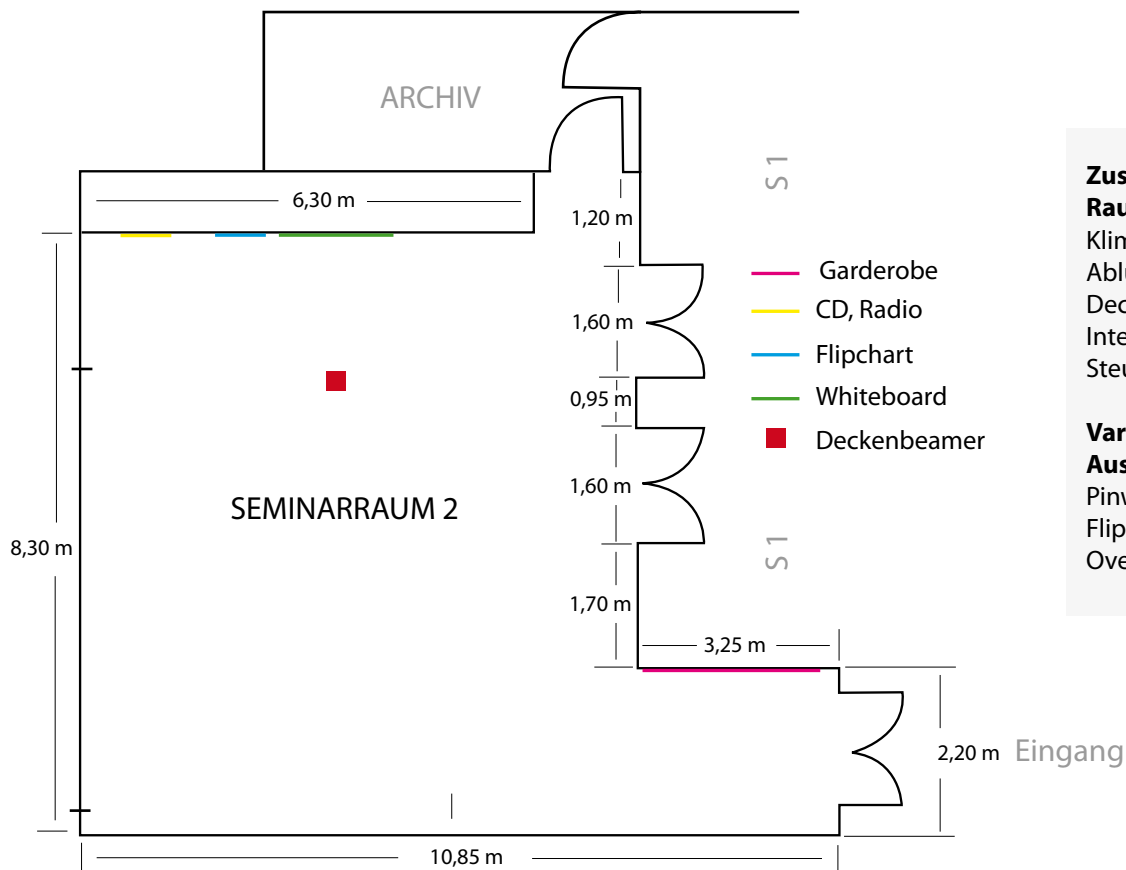 ARCHIV
S 1
6,30 m
1,20 m
Garderobe
CD, Radio
Flipchart
Whiteboard
Deckenbeamer
1,60 m
0,95 m
1,60 m
SEMINARRAUM 2
8,30 m
S 1
1,70 m
3,25 m
2,20 m
Eingang
10,85 m